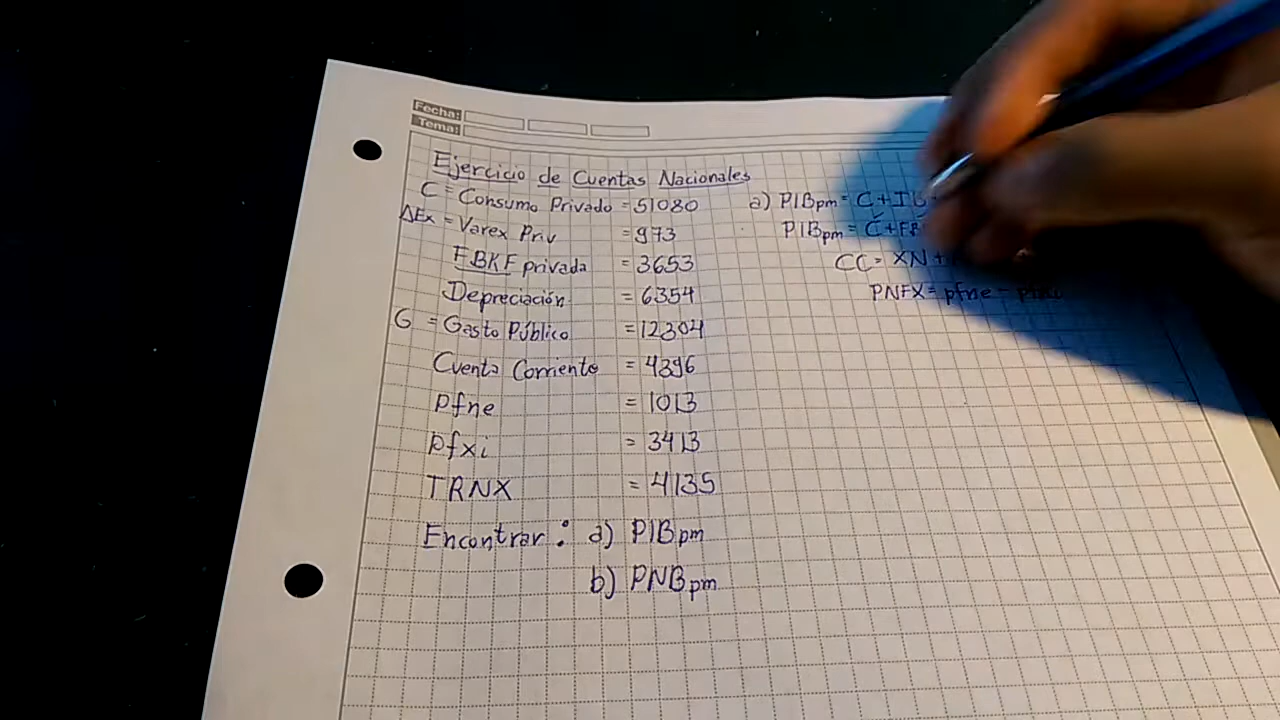 Fecha:
Tema:
Ejercicio de Cuentas Nacionales
C = Consumo Privado = 51080
ΔEx = Varex Priv = 973
FBKF privada = 3653
Depreciación = 6354
G = Gasto Público = 12304
Cuenta Corriente = 4396
Pfne = 1013
Pfxi = 3413
TRNX = 4135
Encontrar: a) PIBpm
b) PNBpm
a) PIBpm = C+IB
PIBpm = C+FB
CC = XN +
PNFX = pfne -